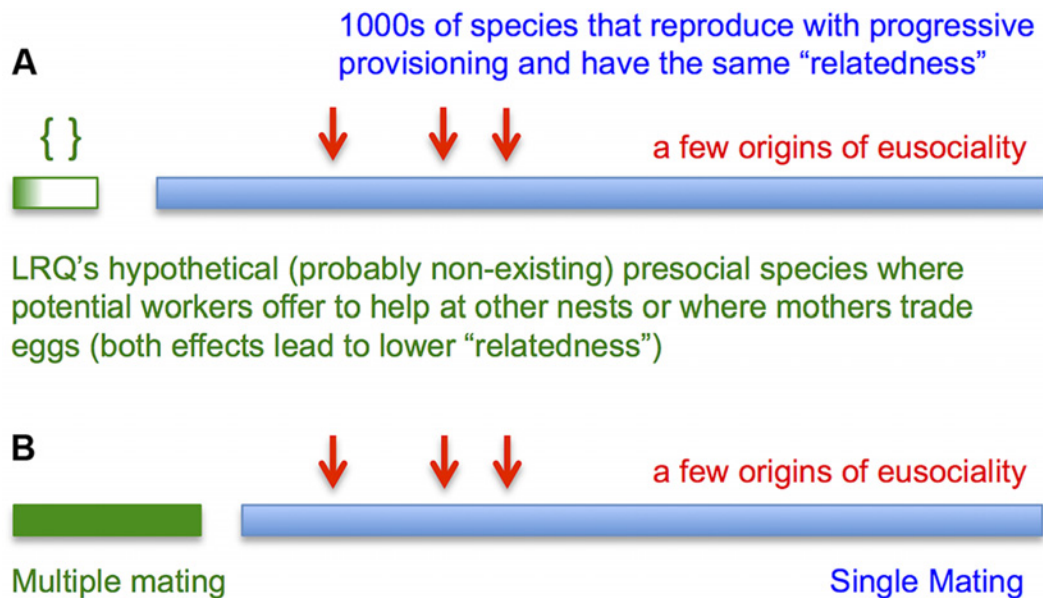 1000s of species that reproduce with progressive
A
provisioning and have the same “relatedness”
{ }
a few origins of eusociality
LRQ’s hypothetical (probably non-existing) presocial species where
potential workers offer to help at other nests or where mothers trade
eggs (both effects lead to lower “relatedness”)
B
a few origins of eusociality
Multiple mating
Single Mating